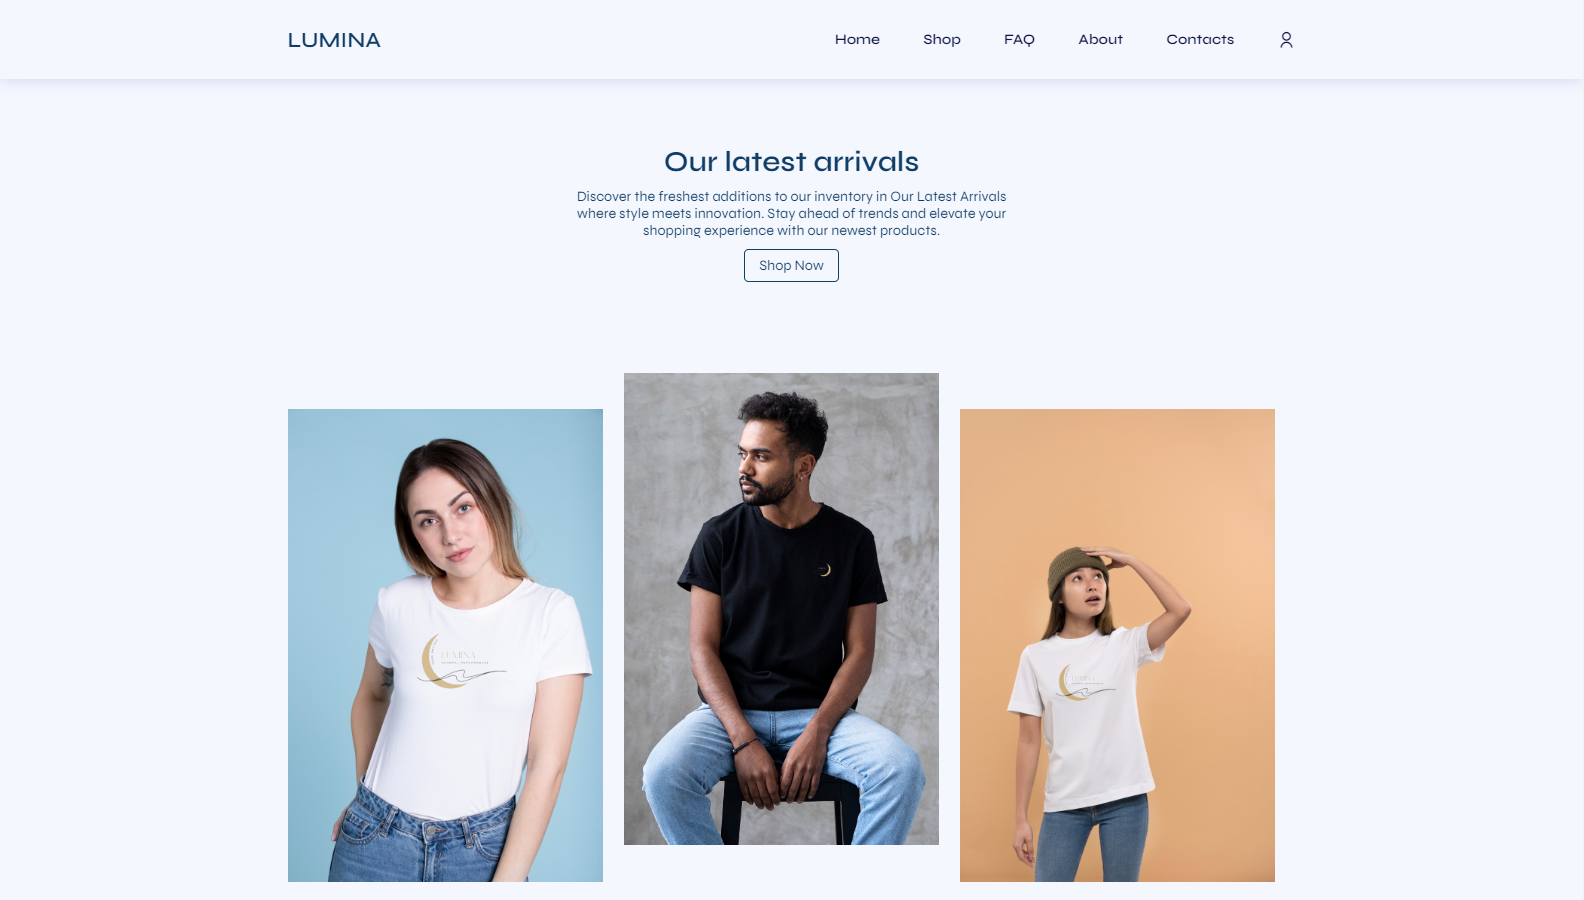 LUMINA
Home
Shop
FAQ
About
Contacts
Our latest arrivals
Discover the freshest additions to our inventory in Our Latest Arrivals
where style meets innovation. Stay ahead of trends and elevate your
shopping experience with our newest products.
Shop Now
LUMINA
LUMINA